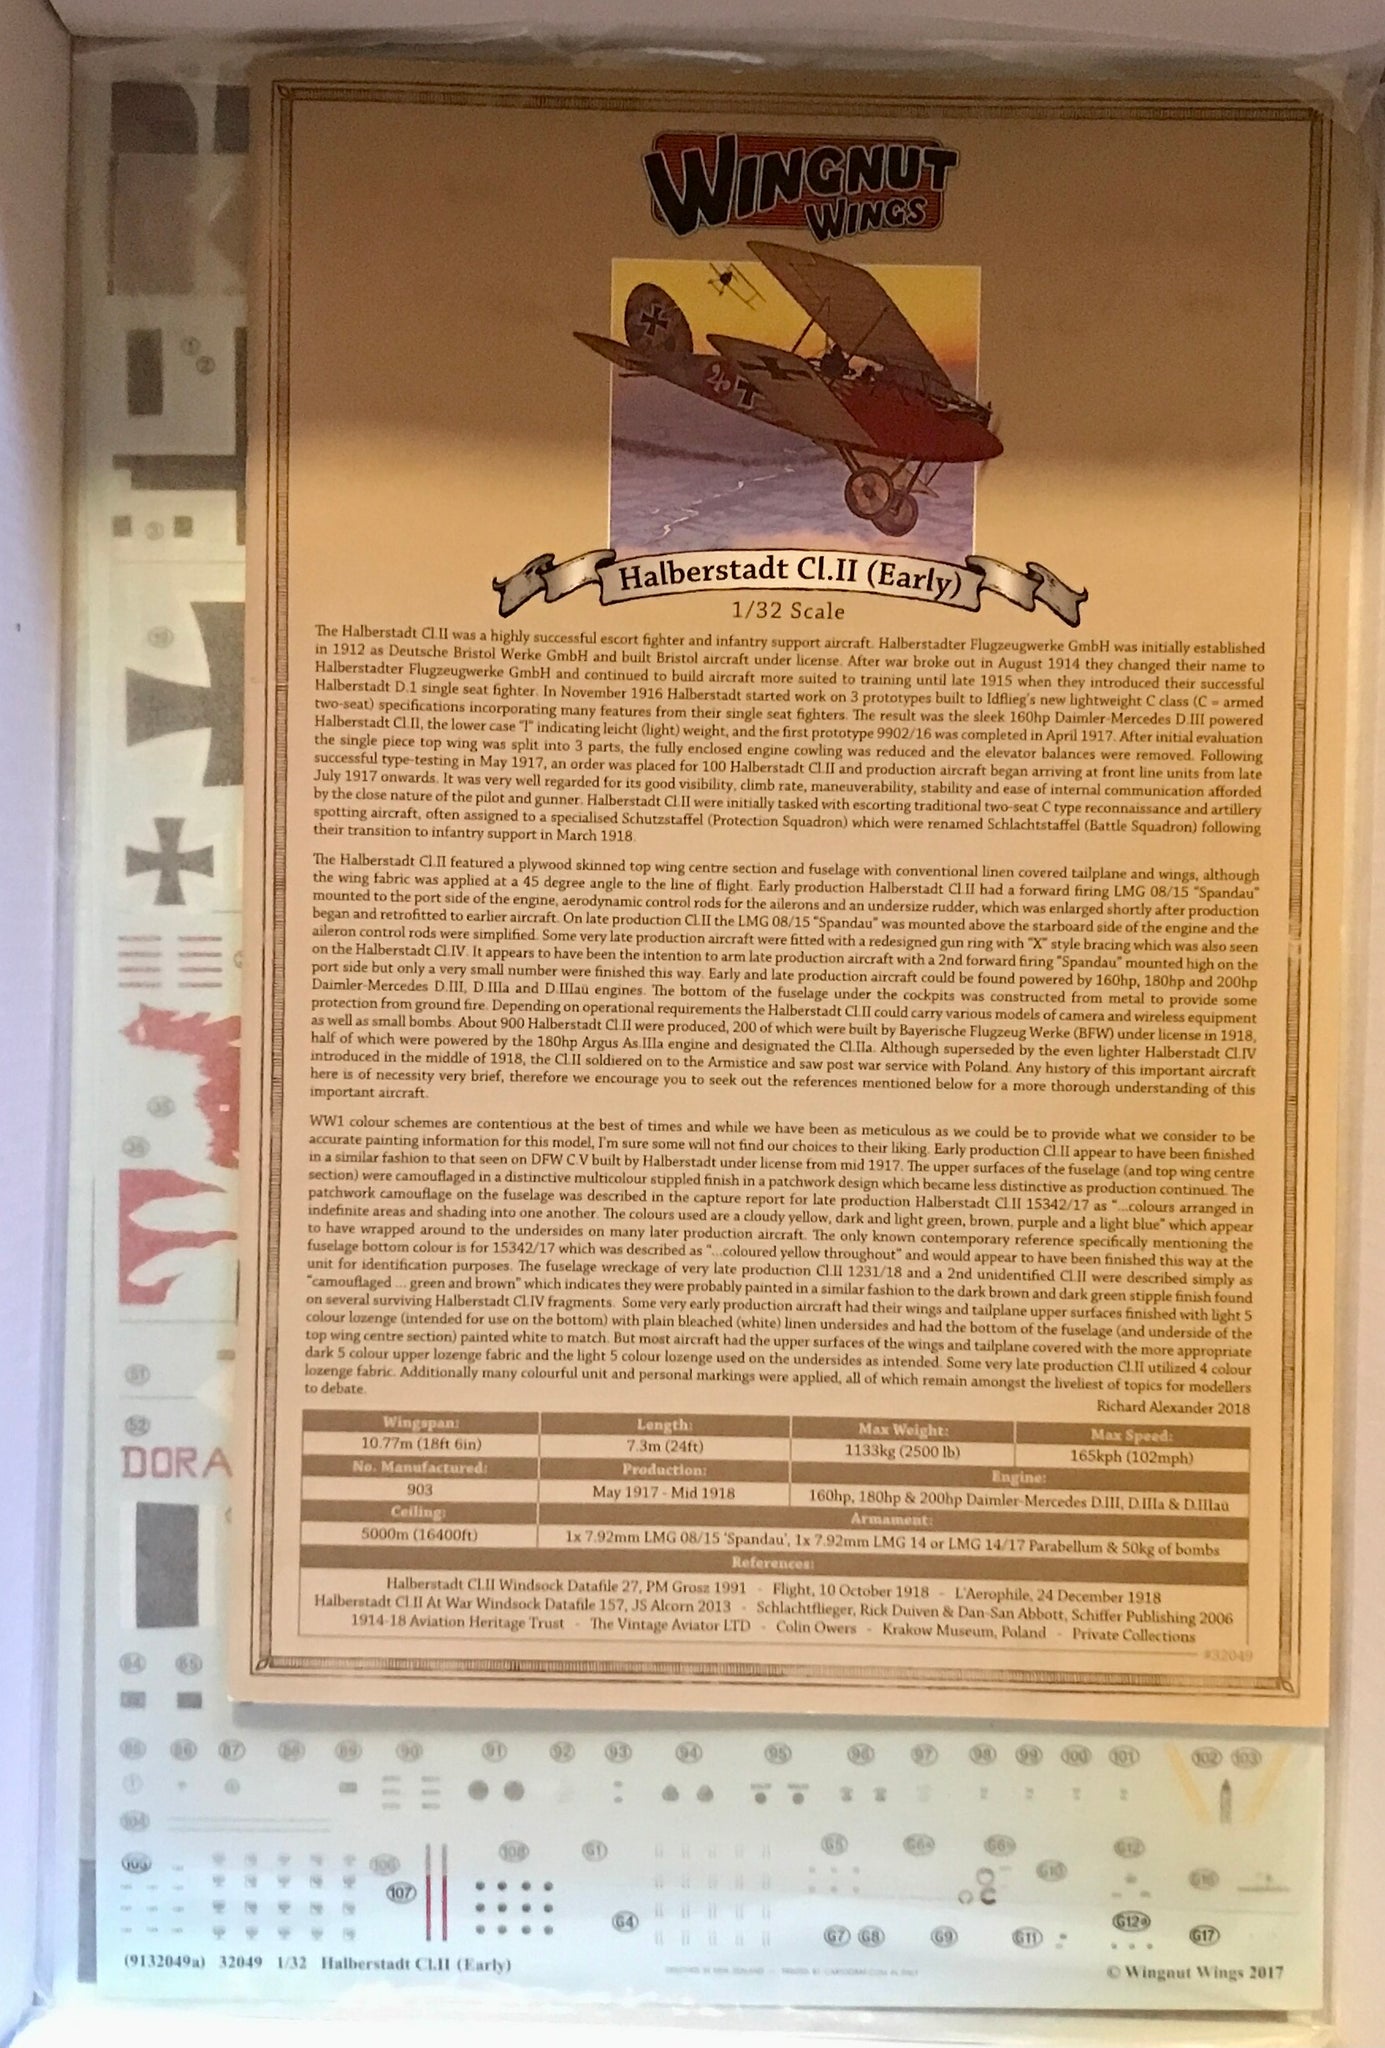 WINGNUT
WINGS
Halberstadt Cl.II (Early)
1/32 Scale
The Halberstadt Cl.II was a highly successful escort fighter and infantry support aircraft. Halberstadter Flugzeugwerke GmbH was initially established
in 1912 as Deutsche Bristol Werke GmbH and built Bristol aircraft under license. After war broke out in August 1914 they changed their name to
Halberstadter Flugzeugwerke GmbH and continued to build aircraft more suited to training until late 1915 when they introduced their successful
Halberstadt D.1 single seat fighter. In November 1916 Halberstadt started work on 3 prototypes built to Idflieg's new lightweight C class (C = armed
two-seat) specifications incorporating many features from their single seat fighters. The result was the sleek 160hp Daimler-Mercedes D.III powered
Halberstadt Cl.II, the lower case "l" indicating leicht (light) weight, and the first prototype 9902/16 was completed in April 1917. After initial evaluation
the single piece top wing was split into 3 parts, the fully enclosed engine cowling was reduced and the elevator balances were removed. Following
successful type-testing in May 1917, an order was placed for 100 Halberstadt Cl.II and production aircraft began arriving at front line units from late
July 1917 onwards. It was very well regarded for its good visibility, climb rate, maneuverability, stability and ease of internal communication afforded
by the close nature of the pilot and gunner. Halberstadt Cl.II were initially tasked with escorting traditional two-seat C type reconnaissance and artillery
spotting aircraft, often assigned to a specialised Schutzstaffel (Protection Squadron) which were renamed Schlachtstaffel (Battle Squadron) following
their transition to infantry support in March 1918.
The Halberstadt Cl.II featured a plywood skinned top wing centre section and fuselage with conventional linen covered tailplane and wings, although
the wing fabric was applied at a 45 degree angle to the line of flight. Early production Halberstadt Cl.II had a forward firing LMG 08/15 "Spandau"
mounted to the port side of the engine, aerodynamic control rods for the ailerons and an undersize rudder, which was enlarged shortly after production
began and retrofitted to earlier aircraft. On late production Cl.II the LMG 08/15 "Spandau" was mounted above the starboard side of the engine and the
aileron control rods were simplified. Some very late production aircraft were fitted with a redesigned gun ring with "X" style bracing which was also seen
on the Halberstadt Cl.IV. It appears to have been the intention to arm late production aircraft with a 2nd forward firing "Spandau" mounted high on the
port side but only a very small number were finished this way. Early and late production aircraft could be found powered by 160hp, 180hp and 200hp
Daimler-Mercedes D.III, D.IIIa and D.IIIaü engines. The bottom of the fuselage under the cockpits was constructed from metal to provide some
protection from ground fire. Depending on operational requirements the Halberstadt Cl.II could carry various models of camera and wireless equipment
as well as small bombs. About 900 Halberstadt Cl.II were produced, 200 of which were built by Bayerische Flugzeug Werke (BFW) under license in 1918,
half of which were powered by the 180hp Argus As.IIIa engine and designated the Cl.IIa. Although superseded by the even lighter Halberstadt Cl.IV
introduced in the middle of 1918, the Cl.II soldiered on to the Armistice and saw post war service with Poland. Any history of this important aircraft
here is of necessity very brief, therefore we encourage you to seek out the references mentioned below for a more thorough understanding of this
important aircraft.
WW1 colour schemes are contentious at the best of times and while we have been as meticulous as we could be to provide what we consider to be
accurate painting information for this model, I'm sure some will not find our choices to their liking. Early production Cl.II appear to have been finished
in a similar fashion to that seen on DFW C.V built by Halberstadt under license from mid 1917. The upper surfaces of the fuselage (and top wing centre
section) were camouflaged in a distinctive multicolour stippled finish in a patchwork design which became less distinctive as production continued. The
patchwork camouflage on the fuselage was described in the capture report for late production Halberstadt Cl.II 15342/17 as "...colours arranged in
indefinite areas and shading into one another. The colours used are a cloudy yellow, dark and light green, brown, purple and a light blue" which appear
to have wrapped around to the undersides on many later production aircraft. The only known contemporary reference specifically mentioning the
fuselage bottom colour is for 15342/17 which was described as "...coloured yellow throughout" and would appear to have been finished this way at the
unit for identification purposes. The fuselage wreckage of very late production Cl.II 1231/18 and a 2nd unidentified Cl.II were described simply as
"camouflaged ... green and brown" which indicates they were probably painted in a similar fashion to the dark brown and dark green stipple finish found
on several surviving Halberstadt Cl.IV fragments. Some very early production aircraft had their wings and tailplane upper surfaces finished with light 5
colour lozenge (intended for use on the bottom) with plain bleached (white) linen undersides and had the bottom of the fuselage (and underside of the
top wing centre section) painted white to match. But most aircraft had the upper surfaces of the wings and tailplane covered with the more appropriate
dark 5 colour upper lozenge fabric and the light 5 colour lozenge used on the undersides as intended. Some very late production Cl.II utilized 4 colour
lozenge fabric. Additionally many colourful unit and personal markings were applied, all of which remain amongst the liveliest of topics for modellers
to debate.
Richard Alexander 2018
Wingspan: Length: Max Weight: Max Speed:
10.77m (18ft 6in) 7.3m (24ft) 1133kg (2500 lb) 165kph (102mph)
No. Manufactured: Production: Engine:
903 May 1917 - Mid 1918 160hp, 180hp & 200hp Daimler-Mercedes D.III, D.IIIa & D.IIIaü
Ceiling: Armament:
5000m (16400ft) 1x 7.92mm LMG 08/15 'Spandau', 1x 7.92mm LMG 14 or LMG 14/17 Parabellum & 50kg of bombs
References:
Halberstadt Cl.II Windsock Datafile 27, PM Grosz 1991 - Flight, 10 October 1918 - L'Aerophile, 24 December 1918
Halberstadt Cl.II At War Windsock Datafile 157, JS Alcorn 2013 - Schlachtflieger, Rick Duiven & Dan-San Abbott, Schiffer Publishing 2006
1914-18 Aviation Heritage Trust - The Vintage Aviator LTD - Colin Owers - Krakow Museum, Poland - Private Collections
#32049
1
2
3
51
52
DORA
84 85
86 87 88 89 90 91 92 93 94 95 96 97 98 99 100 101 102 103
104
105 106 107 108 G1 G4 G5 G10
G7 G8 G9 G11 G12a G17
(9132049a) 32049 1/32 Halberstadt Cl.II (Early)
© Wingnut Wings 2017